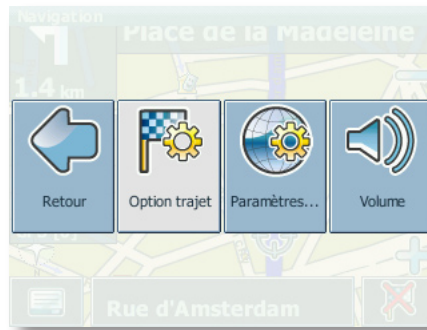 Navigation
Place de la Madeleine
1.4 km
Retour
Option trajet
Paramètres...
Volume
Rue d'Amsterdam